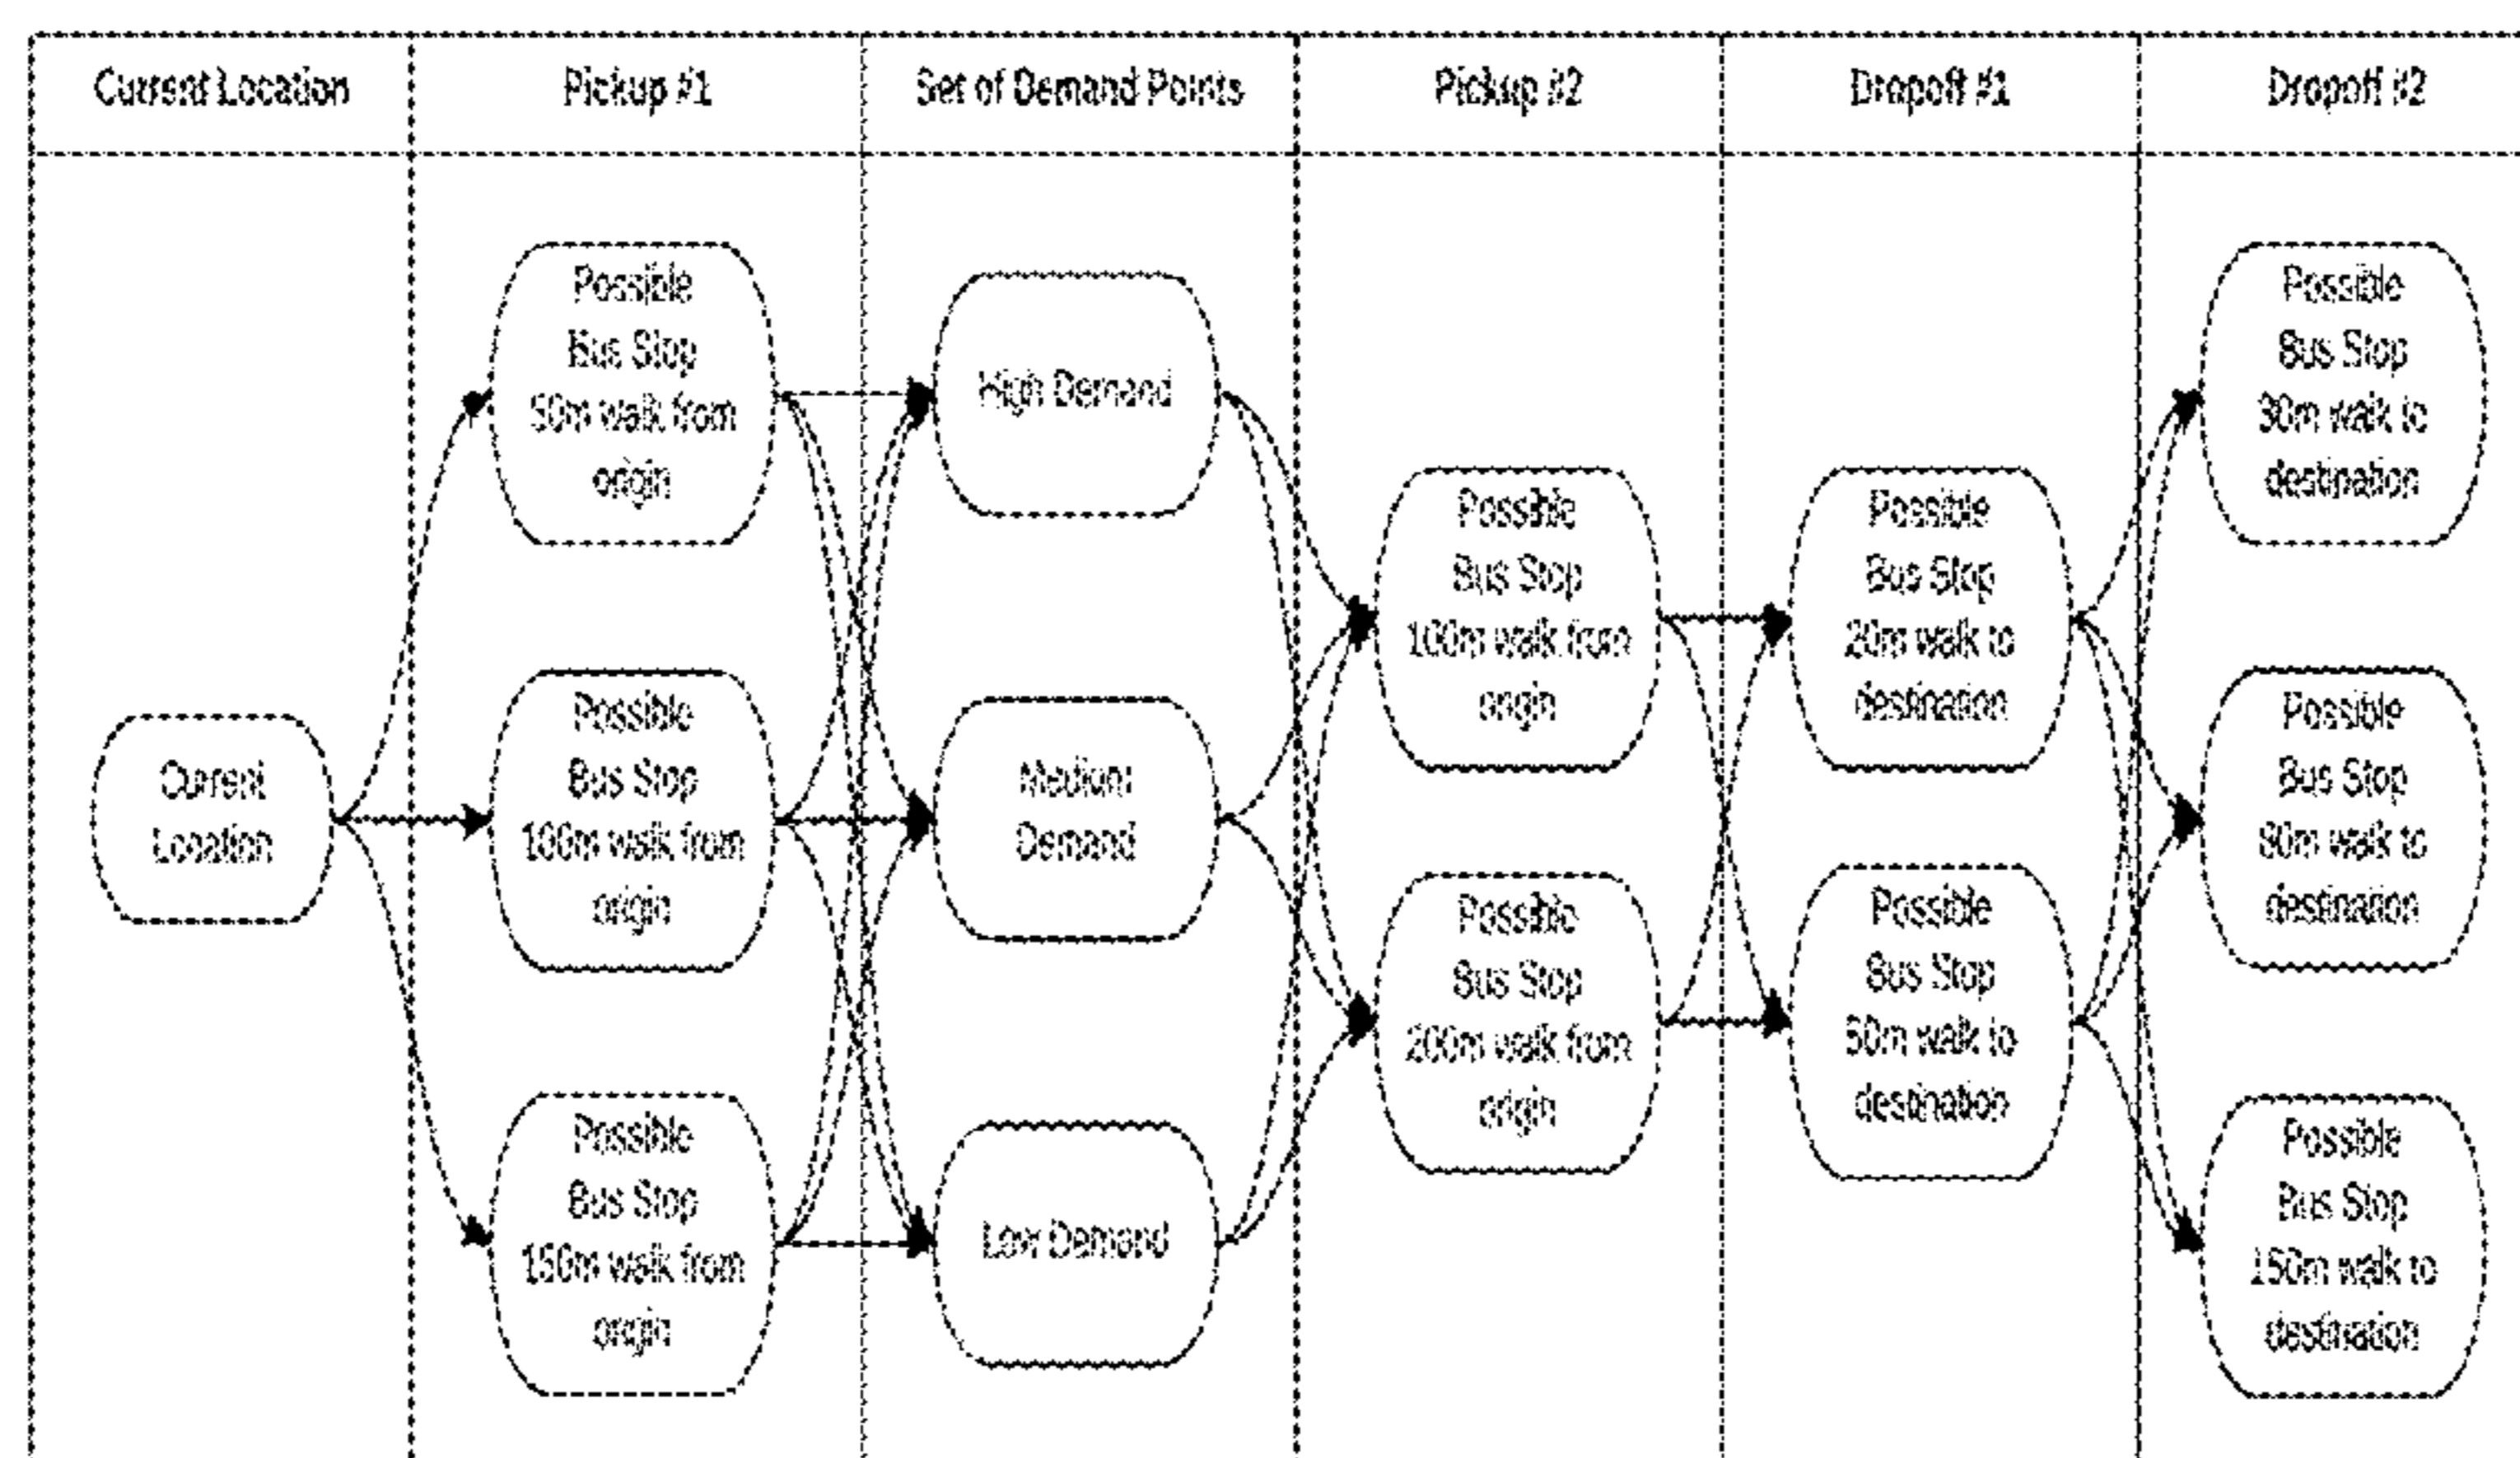 Current Location
Pickup #1
Set of Demand Points
Pickup #2
Dropoff #1
Dropoff #2
Current
Location
Possible
Bus Stop
50m walk from
origin
Possible
Bus Stop
100m walk from
origin
Possible
Bus Stop
150m walk from
origin
High Demand
Medium
Demand
Low Demand
Possible
Bus Stop
100m walk from
origin
Possible
Bus Stop
200m walk from
origin
Possible
Bus Stop
20m walk to
destination
Possible
Bus Stop
walk to
destination
Possible
Bus Stop
walk to
destination
Possible
Bus Stop
walk to
destination
Possible
Bus Stop
150m walk to
destination